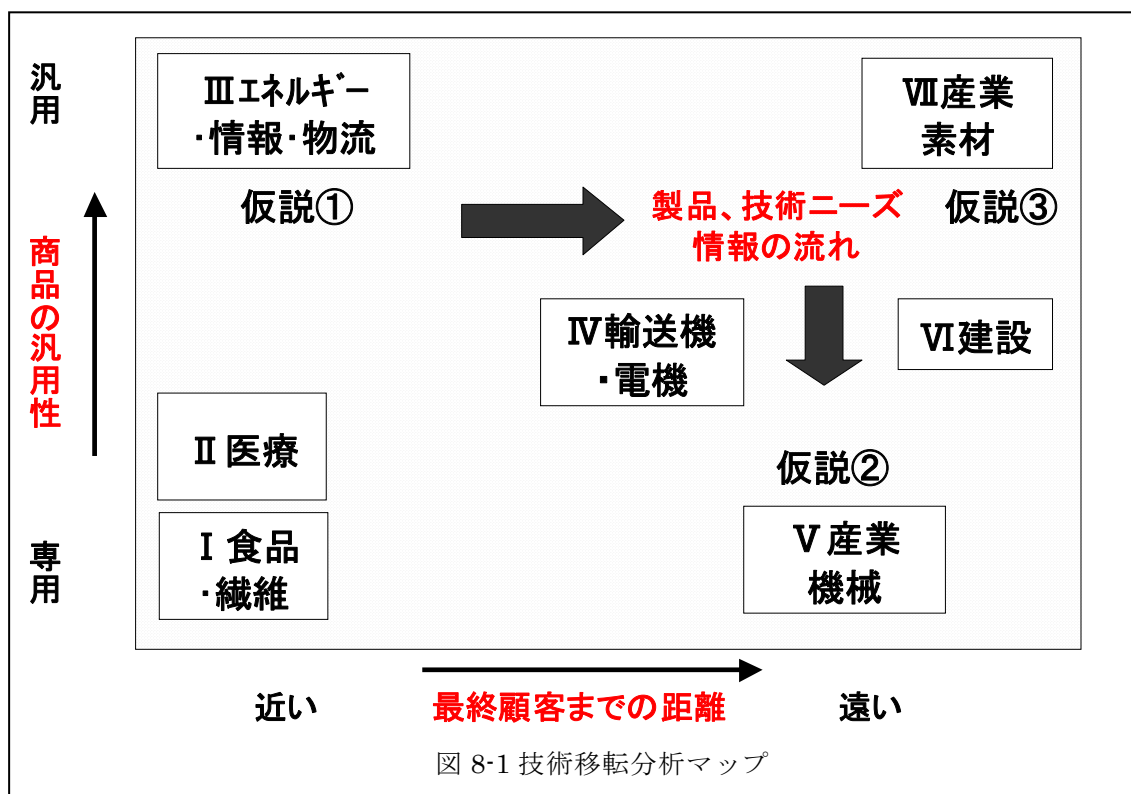 汎用
Ⅲエネルギー
・情報・物流
Ⅶ産業
素材
仮説①
製品、技術ニーズ
情報の流れ
仮説③
商品の汎用性
Ⅳ輸送機
・電機
Ⅵ建設
Ⅱ医療
仮説②
専用
Ⅰ食品
・繊維
Ⅴ産業
機械
近い
最終顧客までの距離
遠い
図 8-1 技術移転分析マップ